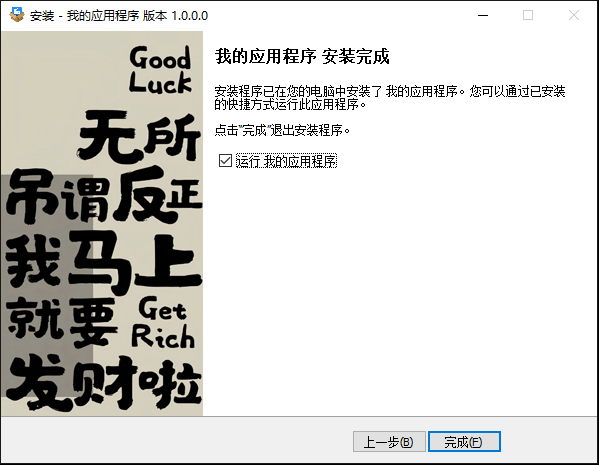 安装 - 我的应用程序 版本 1.0.0.0
Good
Luck
无所
吊谓反正
我马上
就要 Get
Rich
发财啦
我的应用程序 安装完成
安装程序已在您的电脑中安装了 我的应用程序。您可以通过已安装
的快捷方式运行此应用程序。
点击“完成”退出安装程序。
运行 我的应用程序
上一步(B)
完成(F)